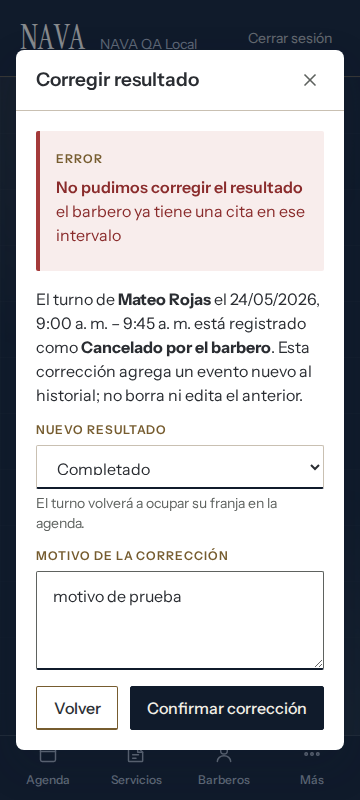 NAVA NAVA QA Local Cerrar sesión
Corregir resultado
ERROR
No pudimos corregir el resultado
el barbero ya tiene una cita en ese
intervalo
El turno de Mateo Rojas el 24/05/2026,
9:00 a. m. – 9:45 a. m. está registrado
como Cancelado por el barbero. Esta
corrección agrega un evento nuevo al
historial; no borra ni edita el anterior.
NUEVO RESULTADO
Completado
El turno volverá a ocupar su franja en la
agenda.
MOTIVO DE LA CORRECCIÓN
motivo de prueba
Volver Confirmar corrección
Agenda Servicios Barberos Más